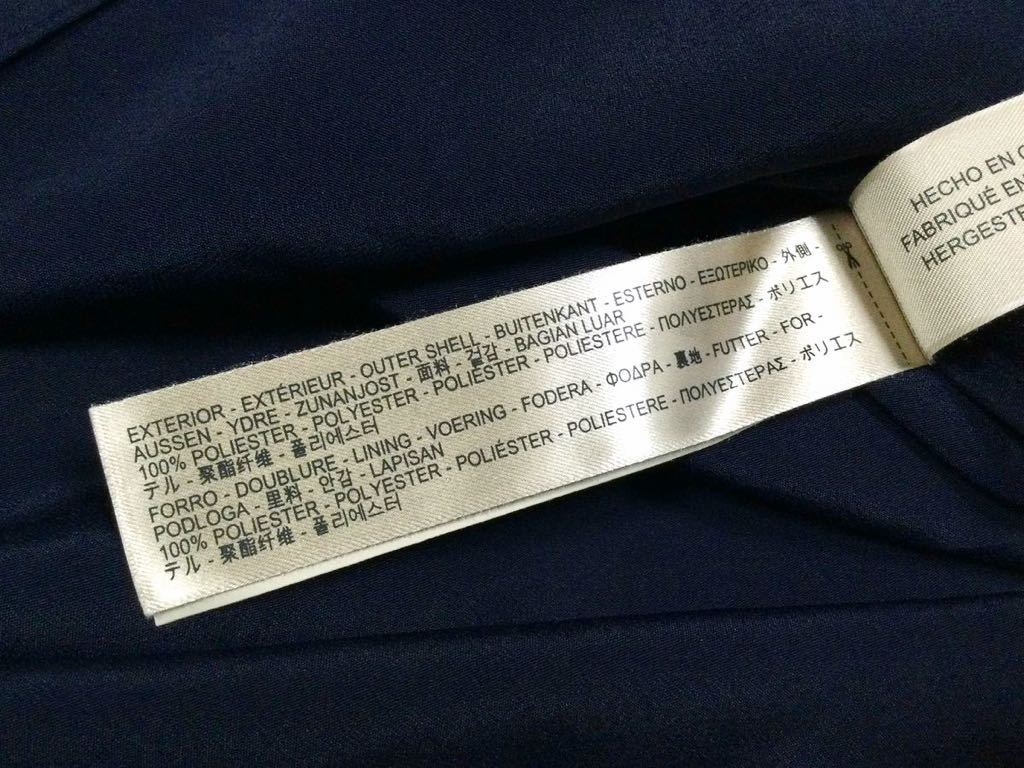 EXTERIOR - EXTÉRIEUR - OUTER SHELL - BUITENKANT - ESTERNO - ΕΞΩΤΕΡΙΚΟ - 外側 -
AUSSEN - YDRE - ZUNANJOST - 面料 - 겉감 - BAGIAN LUAR
100% POLIÉSTER - POLYESTER - POLIÉSTER - POLIESTERE - ΠΟΛΥΕΣΤΕΡΑΣ - ポリエス
テル - 聚酯纤维 - 폴리에스터
FORRO - DOUBLURE - LINING - VOERING - FODERA - ΦΟΔΡΑ - 裏地 - FUTTER - FOR -
PODLOGA - 里料 - 안감 - LAPISAN
100% POLIÉSTER - POLYESTER - POLIÉSTER - POLIESTERE - ΠΟΛΥΕΣΤΕΡΑΣ - ポリエス
テル - 聚酯纤维 - 폴리에스터
HECHO EN
FABRIQUÉ EN